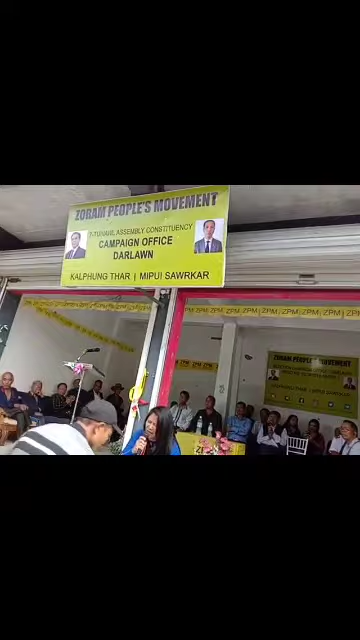 ZORAM PEOPLE'S MOVEMENT
7-TUIVAWL ASSEMBLY CONSTITUENCY
CAMPAIGN OFFICE
DARLAWN
KALPHUNG THAR | MIPUI SAWRKAR
ZPM ZPM ZPM ZPM ZPM ZPM
ZORAM PEOPLE'S MOVEMENT